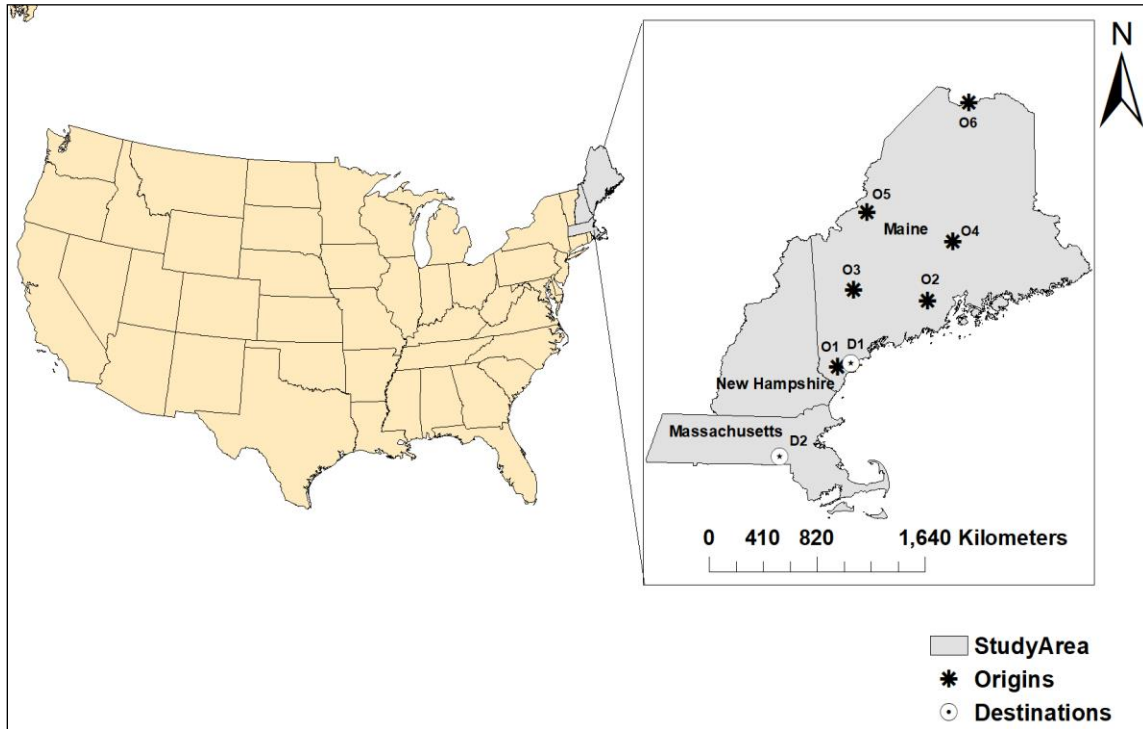 N
O6
O5
Maine
O4
O3
O2
O1 D1
New Hampshire
Massachusetts
D2
0 410 820 1,640 Kilometers
StudyArea
Origins
Destinations